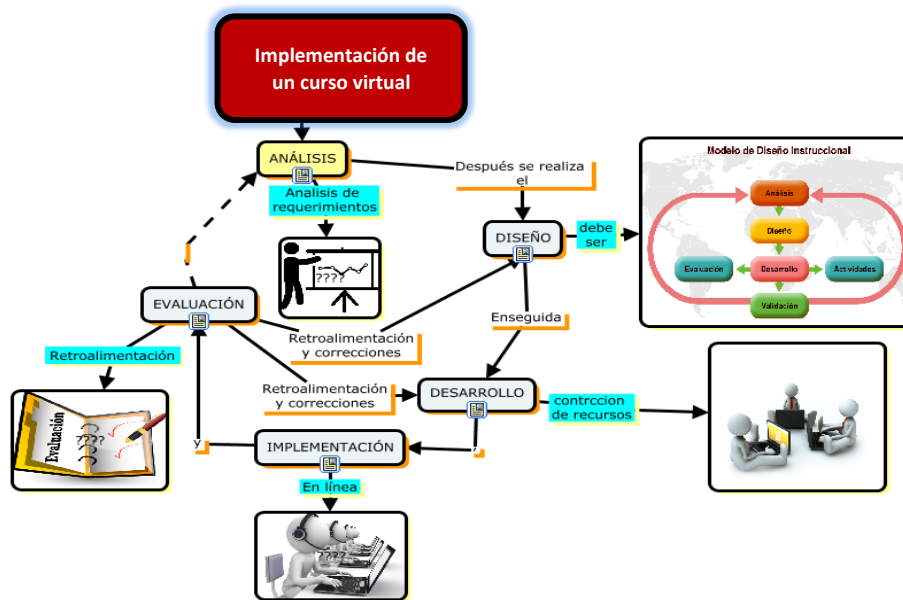 Implementación de
un curso virtual
ANÁLISIS
Después se realiza
el
Analisis de
requerimientos
????
DISEÑO
debe
ser
Modelo de Diseño Instruccional
Análisis
Diseño
Evaluación
Desarrollo
Actividades
Validación
EVALUACIÓN
Enseguida
Retroalimentación
y correcciones
Retroalimentación
Retroalimentación
y correcciones
DESARROLLO
contrccion
de recursos
Evaluación
????
y
IMPLEMENTACIÓN
,
En línea
????